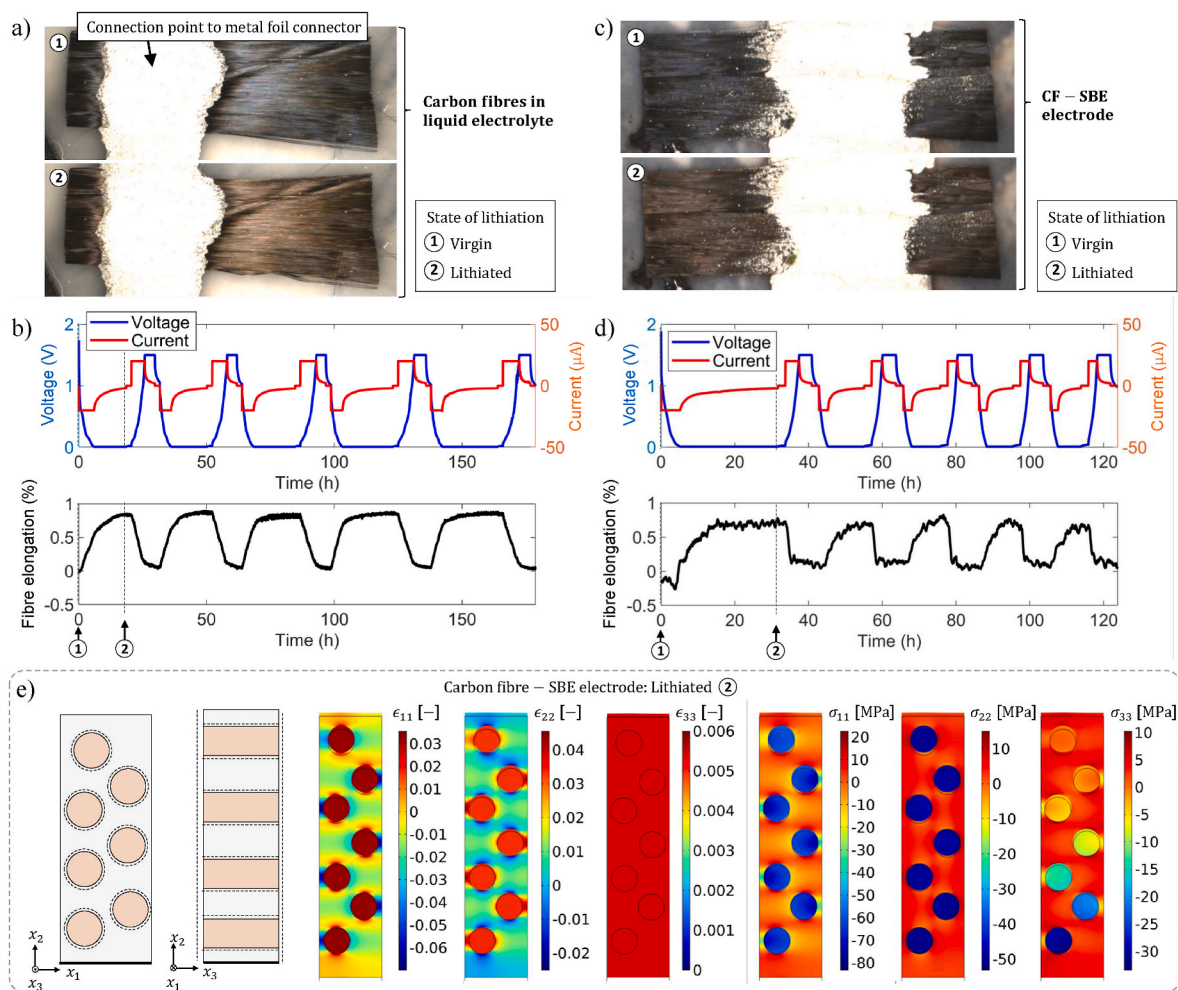 a)
Connection point to metal foil connector
1
2
Carbon fibres in
liquid electrolyte
State of lithiation
1 Virgin
2 Lithiated
c)
1
2
CF − SBE
electrode
State of lithiation
1 Virgin
2 Lithiated
b)
Voltage
Current
Voltage (V)
2
1
0
Current (μA)
50
0
-50
0 50 100 150
Time (h)
Fibre elongation (%)
1
0.5
0
-0.5
0 50 100 150
Time (h)
1 2
d)
Voltage
Current
Voltage (V)
2
1
0
Current (μA)
50
0
-50
0 20 40 60 80 100 120
Time (h)
Fibre elongation (%)
1
0.5
0
-0.5
0 20 40 60 80 100 120
Time (h)
1 2
e)
Carbon fibre − SBE electrode: Lithiated 2
x₂
x₃ x₁
x₂
x₁ x₃
ϵ₁₁ [−]
0.03
0.02
0.01
0
-0.01
-0.02
-0.03
-0.04
-0.05
-0.06
ϵ₂₂ [−]
0.04
0.03
0.02
0.01
0
-0.01
-0.02
ϵ₃₃ [−]
0.006
0.005
0.004
0.003
0.002
0.001
0
σ₁₁ [MPa]
20
10
0
-10
-20
-30
-40
-50
-60
-70
-80
σ₂₂ [MPa]
10
0
-10
-20
-30
-40
-50
σ₃₃ [MPa]
10
5
0
-5
-10
-15
-20
-25
-30